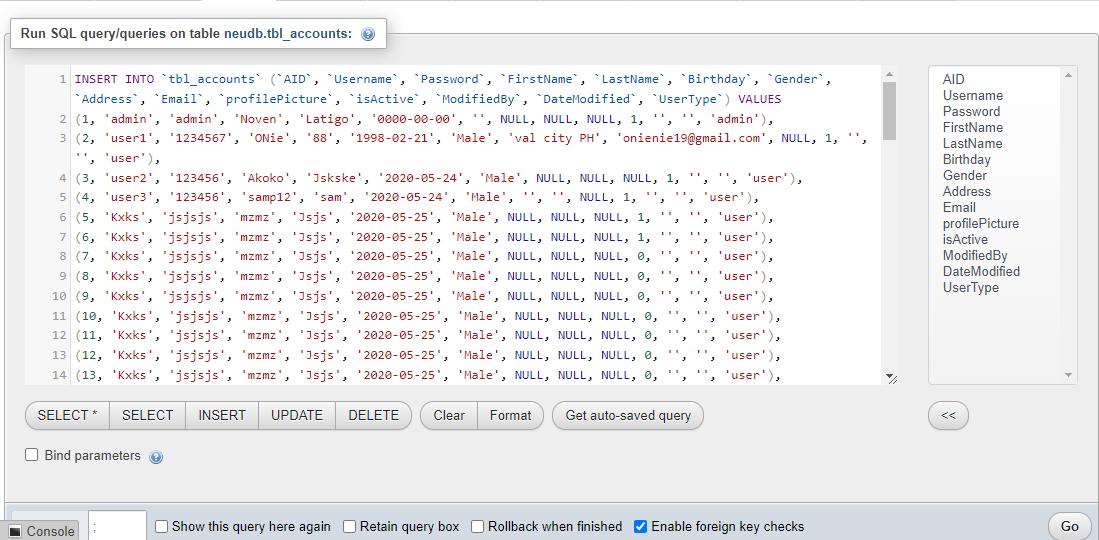 Run SQL query/queries on table neudb.tbl_accounts:
1 INSERT INTO `tbl_accounts` (`AID`, `Username`, `Password`, `FirstName`, `LastName`, `Birthday`, `Gender`,
`Address`, `Email`, `profilePicture`, `isActive`, `ModifiedBy`, `DateModified`, `UserType`) VALUES
2 (1, 'admin', 'admin', 'Noven', 'Latigo', '0000-00-00', '', NULL, NULL, NULL, 1, '', '', 'admin'),
3 (2, 'user1', '1234567', 'ONie', '88', '1998-02-21', 'Male', 'val city PH', 'onienie19@gmail.com', NULL, 1, '',
'', 'user'),
4 (3, 'user2', '123456', 'Akoko', 'Jskske', '2020-05-24', 'Male', NULL, NULL, NULL, 1, '', '', 'user'),
5 (4, 'user3', '123456', 'samp12', 'sam', '2020-05-24', 'Male', '', '', NULL, 1, '', '', 'user'),
6 (5, 'Kxks', 'jsjsjs', 'mzmz', 'Jsjs', '2020-05-25', 'Male', NULL, NULL, NULL, 1, '', '', 'user'),
7 (6, 'Kxks', 'jsjsjs', 'mzmz', 'Jsjs', '2020-05-25', 'Male', NULL, NULL, NULL, 1, '', '', 'user'),
8 (7, 'Kxks', 'jsjsjs', 'mzmz', 'Jsjs', '2020-05-25', 'Male', NULL, NULL, NULL, 0, '', '', 'user'),
9 (8, 'Kxks', 'jsjsjs', 'mzmz', 'Jsjs', '2020-05-25', 'Male', NULL, NULL, NULL, 0, '', '', 'user'),
10 (9, 'Kxks', 'jsjsjs', 'mzmz', 'Jsjs', '2020-05-25', 'Male', NULL, NULL, NULL, 0, '', '', 'user'),
11 (10, 'Kxks', 'jsjsjs', 'mzmz', 'Jsjs', '2020-05-25', 'Male', NULL, NULL, NULL, 0, '', '', 'user'),
12 (11, 'Kxks', 'jsjsjs', 'mzmz', 'Jsjs', '2020-05-25', 'Male', NULL, NULL, NULL, 0, '', '', 'user'),
13 (12, 'Kxks', 'jsjsjs', 'mzmz', 'Jsjs', '2020-05-25', 'Male', NULL, NULL, NULL, 0, '', '', 'user'),
14 (13, 'Kxks', 'jsjsjs', 'mzmz', 'Jsjs', '2020-05-25', 'Male', NULL, NULL, NULL, 0, '', '', 'user'),
AID
Username
Password
FirstName
LastName
Birthday
Gender
Address
Email
profilePicture
isActive
ModifiedBy
DateModified
UserType
SELECT * SELECT INSERT UPDATE DELETE Clear Format Get auto-saved query <<
Bind parameters
Console ; Show this query here again Retain query box Rollback when finished Enable foreign key checks Go